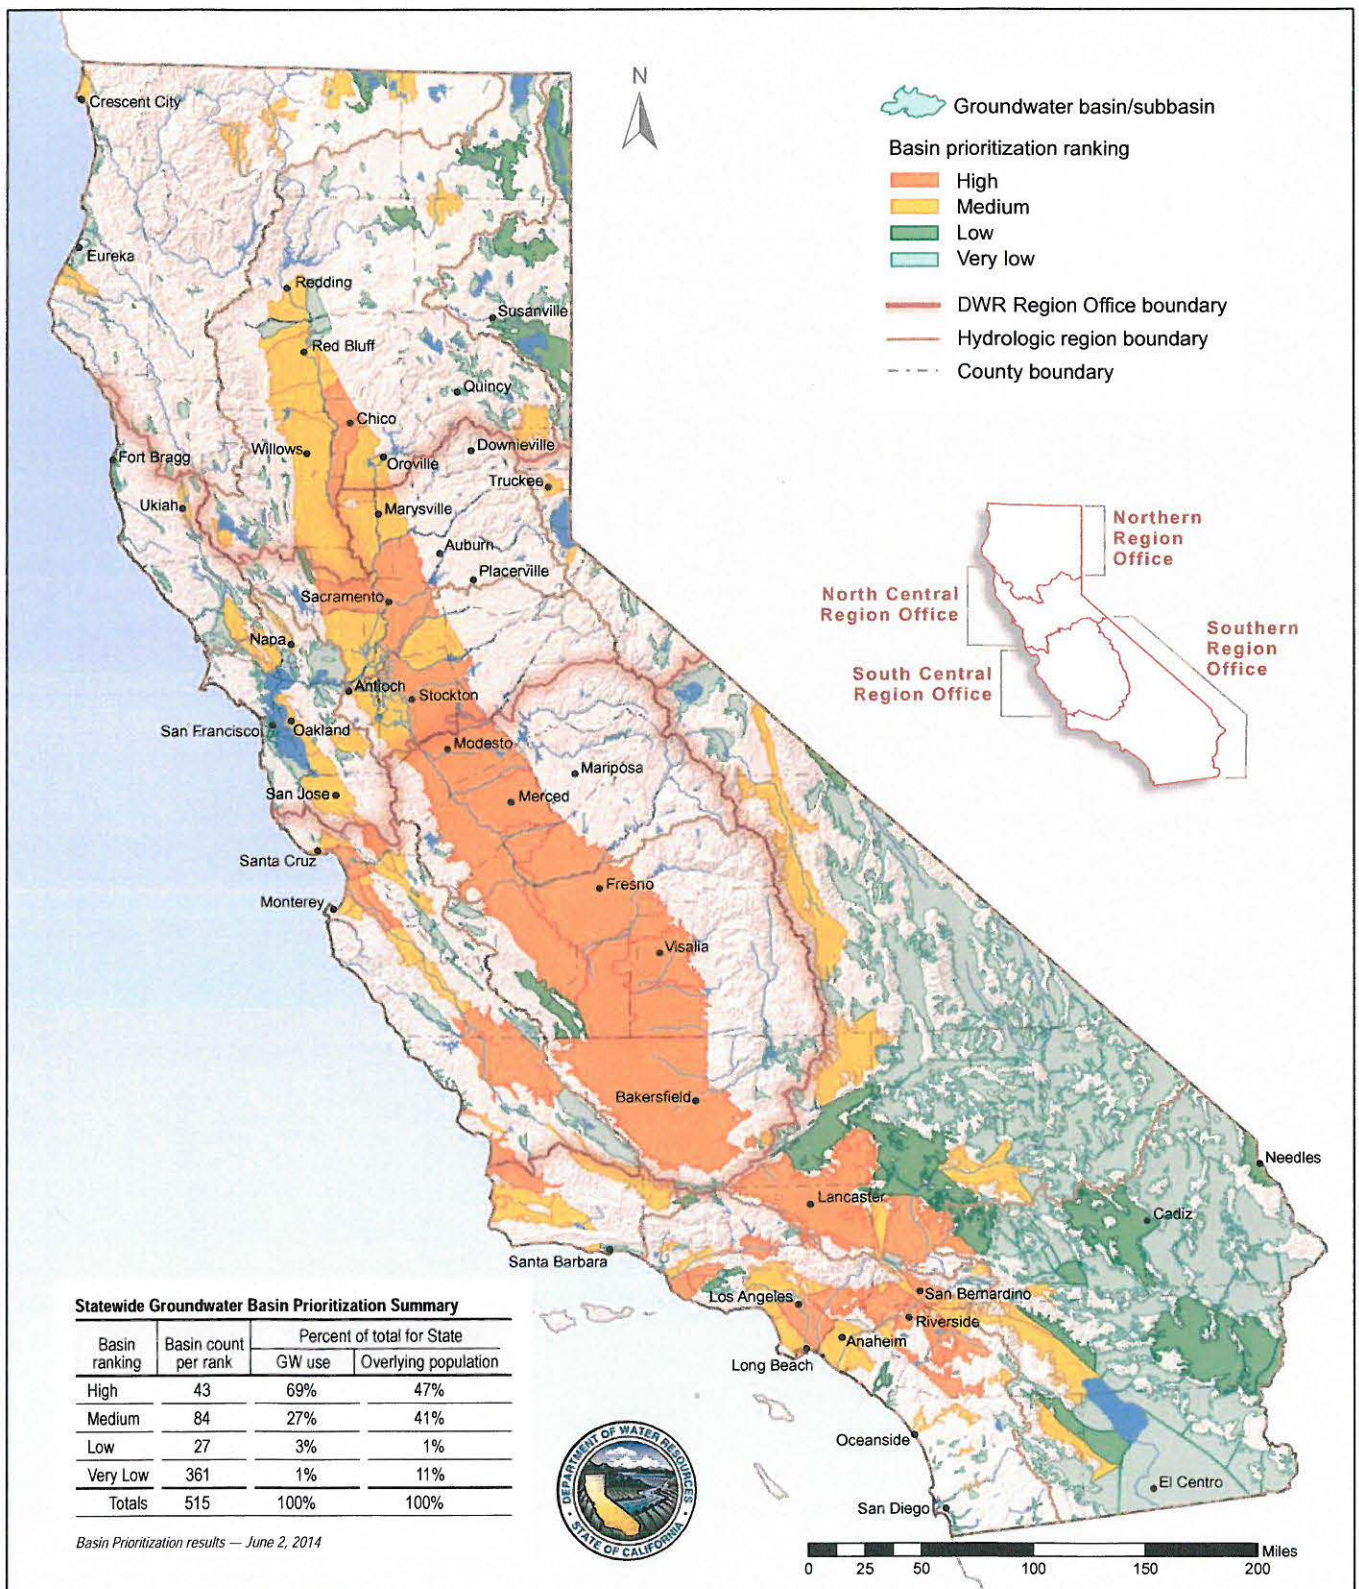 N
Groundwater basin/subbasin
Basin prioritization ranking
High
Medium
Low
Very low
DWR Region Office boundary
Hydrologic region boundary
County boundary
Crescent City
Eureka
Redding
Susanville
Red Bluff
Quincy
Chico
Fort Bragg
Willows
Oroville
Downieville
Truckee
Ukiah
Marysville
Auburn
Placerville
Sacramento
Napa
Antioch
Stockton
San Francisco
Oakland
Modesto
Mariposa
San Jose
Merced
Santa Cruz
Fresno
Monterey
Visalia
Bakersfield
Needles
Lancaster
Cadiz
Santa Barbara
Los Angeles
San Bernardino
Riverside
Anaheim
Long Beach
Oceanside
El Centro
San Diego
Northern
Region
Office
North Central
Region Office
Southern
Region
Office
South Central
Region Office
Statewide Groundwater Basin Prioritization Summary
Basin ranking Basin count per rank Percent of total for State
GW use Overlying population
High 43 69% 47%
Medium 84 27% 41%
Low 27 3% 1%
Very Low 361 1% 11%
Totals 515 100% 100%
Basin Prioritization results — June 2, 2014
DEPARTMENT OF WATER RESOURCES
STATE OF CALIFORNIA
Miles
0 25 50 100 150 200